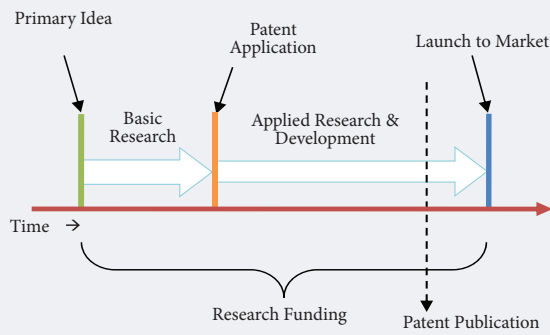 Primary Idea
Patent
Application
Launch to Market
Basic
Research
Applied Research &
Development
Time →
Research Funding
Patent Publication